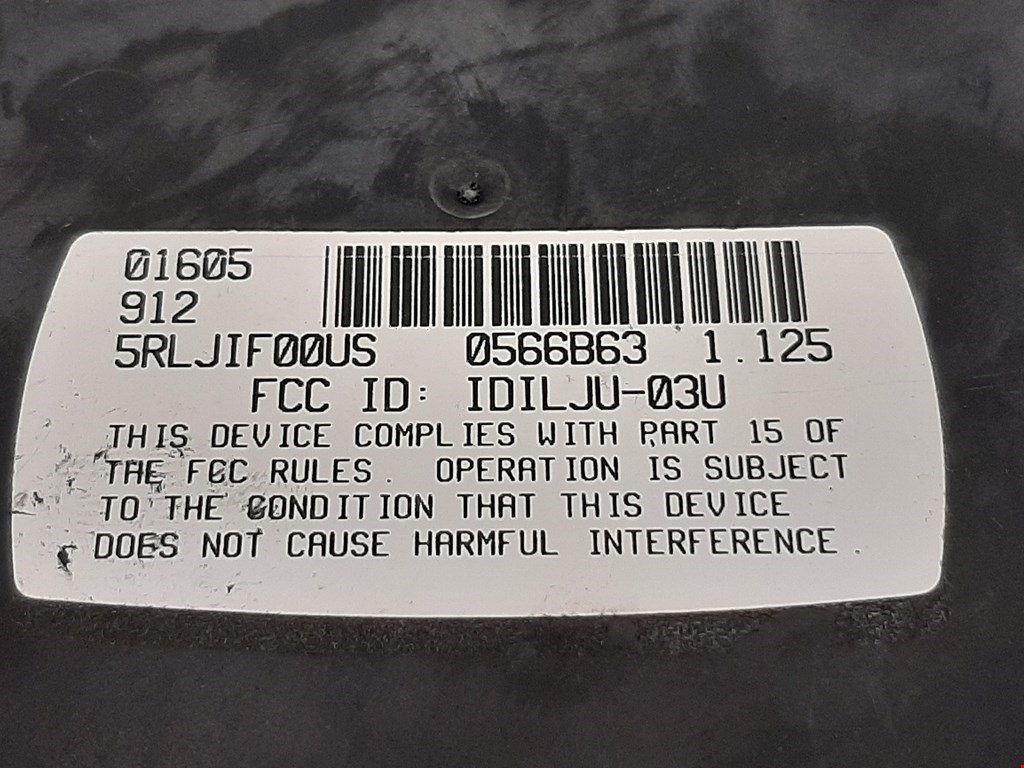 01605
912
5RLJIF00US 0566B63 1.125
FCC ID: IDILJU-03U
THIS DEVICE COMPLIES WITH PART 15 OF
THE FCC RULES. OPERATION IS SUBJECT
TO THE CONDITION THAT THIS DEVICE
DOES NOT CAUSE HARMFUL INTERFERENCE.